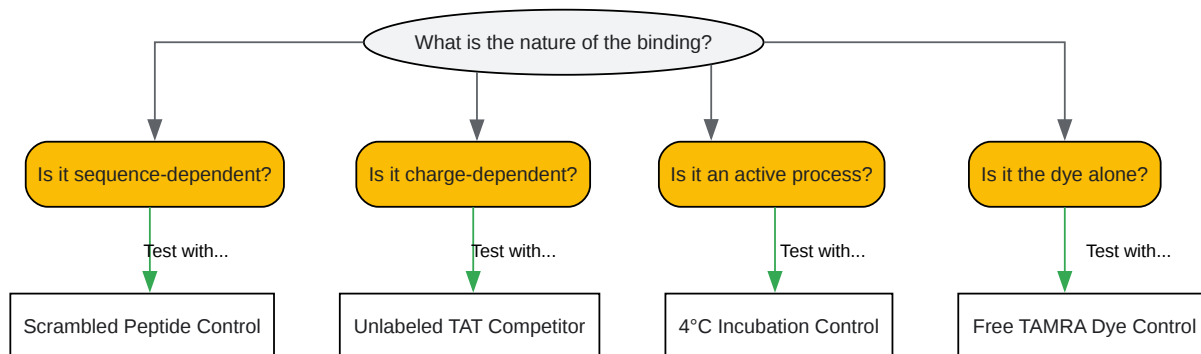 What is the nature of the binding?
Is it sequence-dependent?
Is it charge-dependent?
Is it an active process?
Is it the dye alone?
Test with...
Test with...
Test with...
Test with...
Scrambled Peptide Control
Unlabeled TAT Competitor
4°C Incubation Control
Free TAMRA Dye Control